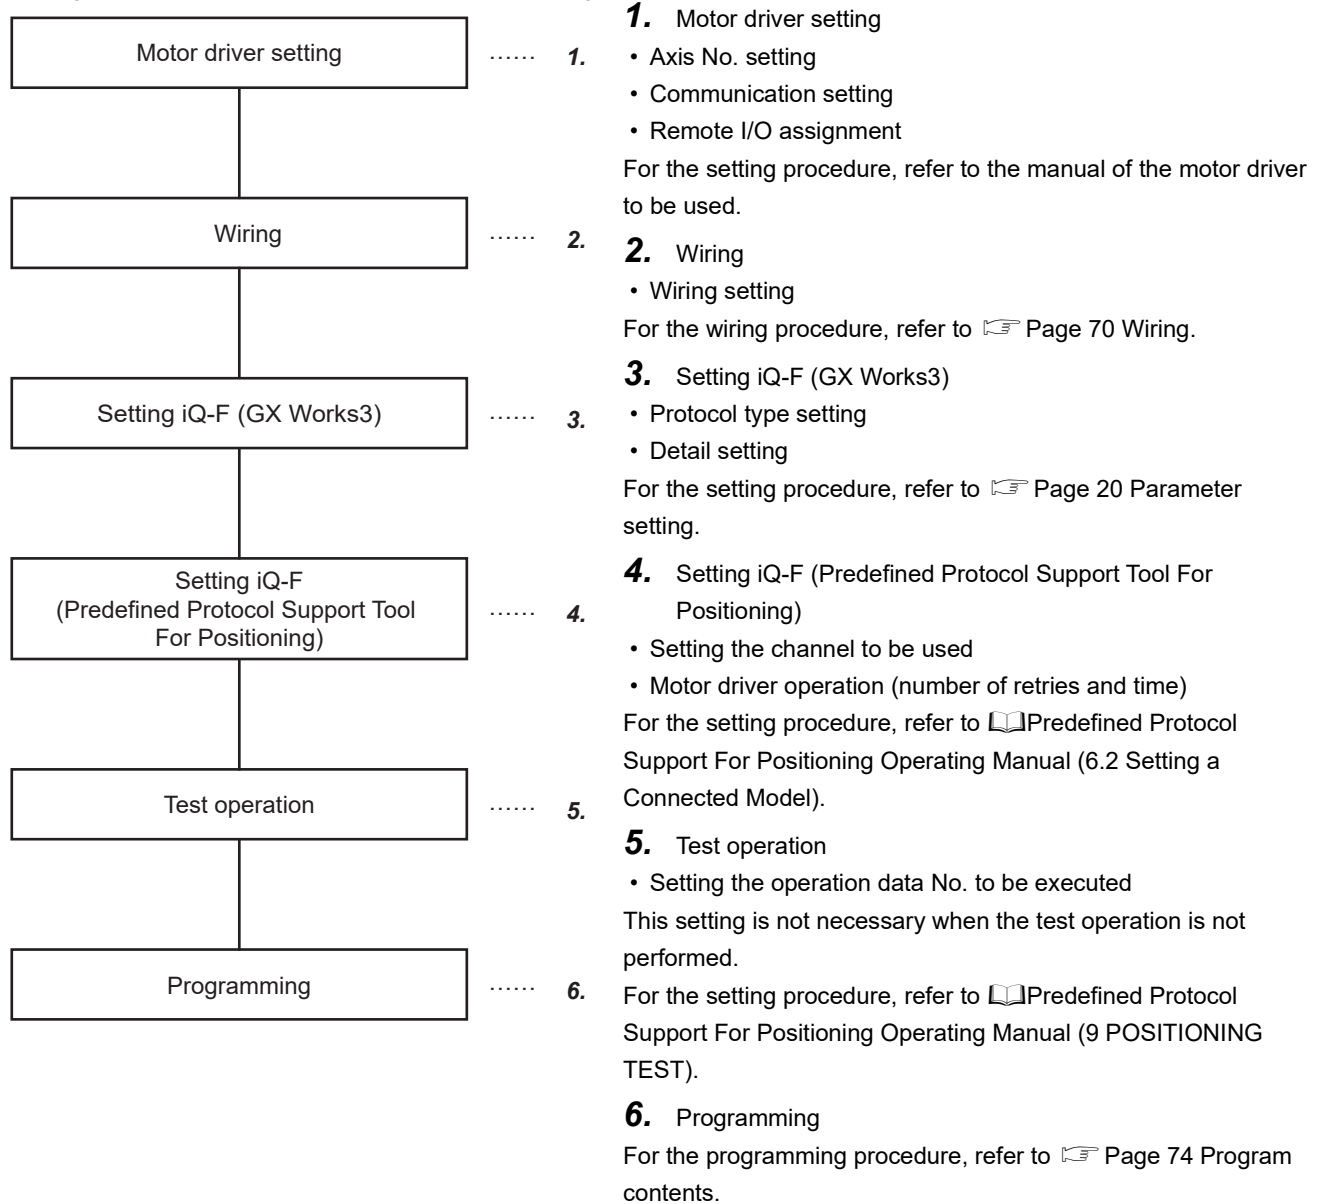 Motor driver setting
...... 1.
Wiring
...... 2.
Setting iQ-F (GX Works3)
...... 3.
Setting iQ-F
(Predefined Protocol Support Tool
For Positioning)
...... 4.
Test operation
...... 5.
Programming
...... 6.
1. Motor driver setting
• Axis No. setting
• Communication setting
• Remote I/O assignment
For the setting procedure, refer to the manual of the motor driver
to be used.
2. Wiring
• Wiring setting
For the wiring procedure, refer to ☞ Page 70 Wiring.
3. Setting iQ-F (GX Works3)
• Protocol type setting
• Detail setting
For the setting procedure, refer to ☞ Page 20 Parameter
setting.
4. Setting iQ-F (Predefined Protocol Support Tool For
Positioning)
• Setting the channel to be used
• Motor driver operation (number of retries and time)
For the setting procedure, refer to 🕮Predefined Protocol
Support For Positioning Operating Manual (6.2 Setting a
Connected Model).
5. Test operation
• Setting the operation data No. to be executed
This setting is not necessary when the test operation is not
performed.
For the setting procedure, refer to 🕮Predefined Protocol
Support For Positioning Operating Manual (9 POSITIONING
TEST).
6. Programming
For the programming procedure, refer to ☞ Page 74 Program
contents.